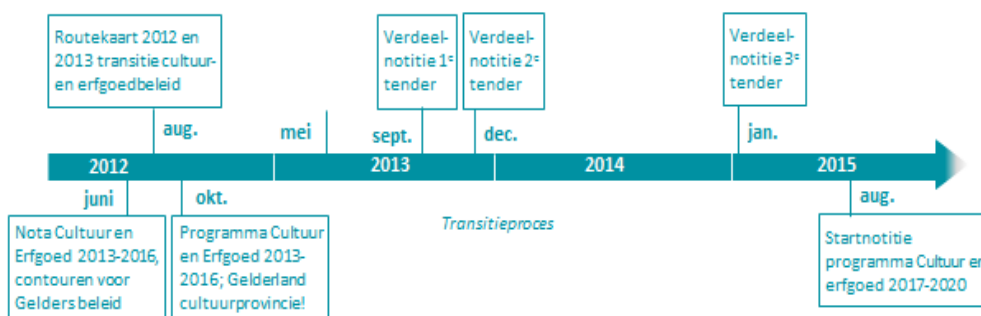 Routekaart 2012 en
2013 transitie cultuur-
en erfgoedbeleid
Verdeel-
notitie 1e
tender
Verdeel-
notitie 2e
tender
Verdeel-
notitie 3e
tender
aug.
mei
sept.
dec.
jan.
2012
2013
2014
2015
juni
okt.
aug.
Transitieproces
Nota Cultuur en
Erfgoed 2013-2016,
contouren voor
Gelders beleid
Programma Cultuur
en Erfgoed 2013-
2016; Gelderland
cultuurprovincie!
Startnotitie
programma Cultuur en
erfgoed 2017-2020